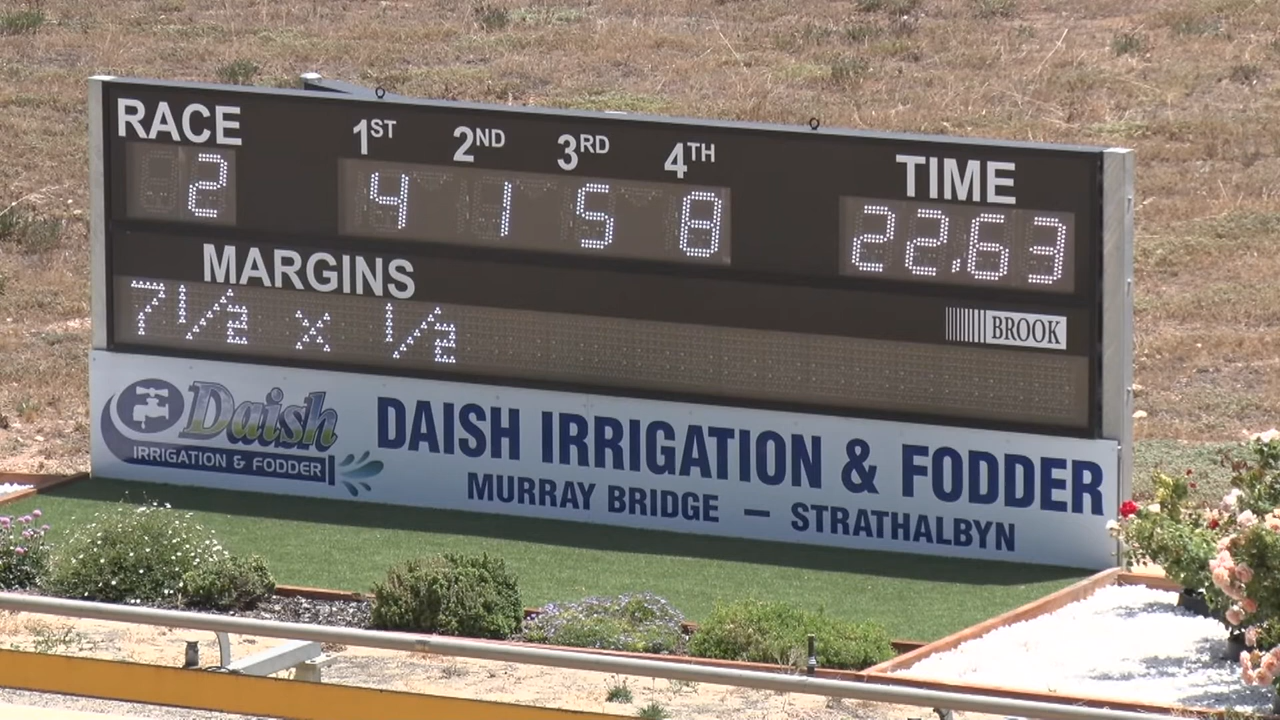 RACE 1ST 2ND 3RD 4TH TIME
2 4 1 5 8 22.63
MARGINS
7 1/2 x 1/2
BROOK
Daish
IRRIGATION & FODDER
DAISH IRRIGATION & FODDER
MURRAY BRIDGE – STRATHALBYN